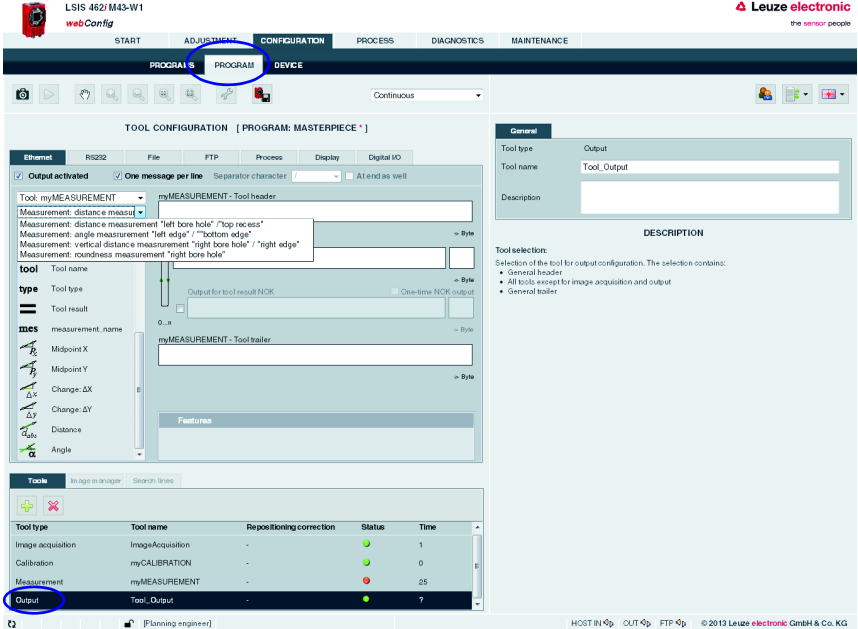 LSIS 462i M43-W1
webConfig
Leuze electronic
the sensor people
START ADJUSTMENT CONFIGURATION PROCESS DIAGNOSTICS MAINTENANCE
PROGRAMS PROGRAM DEVICE
Continuous
TOOL CONFIGURATION [ PROGRAM: MASTERPIECE * ]
Ethernet RS232 File FTP Process Display Digital I/O
Output activated One message per line Separator character / At end as well
Tool: myMEASUREMENT
myMEASUREMENT - Tool header
Measurement: distance measur
Measurement: distance measurement "left bore hole" /"top recess"
Measurement: angle measrurement "left edge" / ""bottom edge"
Measurement: vertical distance measrurement "right bore hole" / "right edge"
Measurement: roundness measurement "right bore hole"
Byte
tool Tool name
Byte
type Tool type
Output for tool result NOK One-time NOK output
Tool result
0...n
mes measurement_name
Byte
Px Midpoint X
myMEASUREMENT - Tool trailer
Py Midpoint Y
Byte
Δx Change: ΔX
Δy Change: ΔY
Features
dabs Distance
α Angle
Tools Image manager Search lines
Tool type Tool name Repositioning correction Status Time
Image acquisition ImageAcquisition - 1
Calibration myCALIBRATION - 0
Measurement myMEASUREMENT - 25
Output Tool_Output - ?
General
Tool type Output
Tool name Tool_Output
Description
DESCRIPTION
Tool selection:
Selection of the tool for output configuration. The selection contains:
• General header
• All tools except for image acquisition and output
• General trailer
[Planning engineer]
HOST IN OUT FTP © 2013 Leuze electronic GmbH & Co. KG